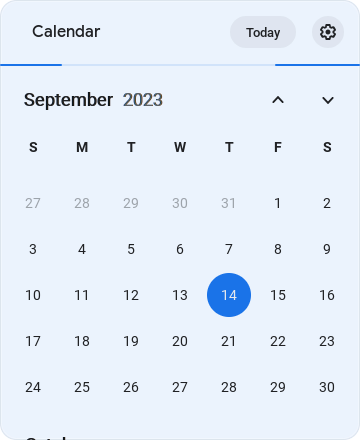 Calendar Today
September 2023
S M T W T F S
27 28 29 30 31 1 2
3 4 5 6 7 8 9
10 11 12 13 14 15 16
17 18 19 20 21 22 23
24 25 26 27 28 29 30